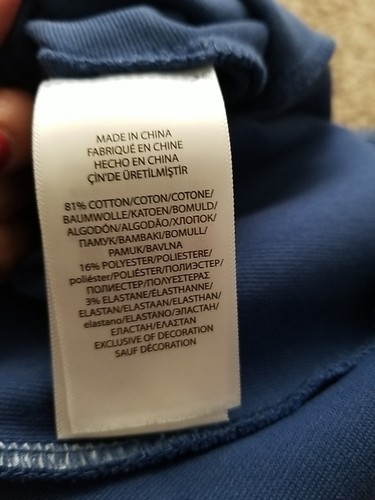 MADE IN CHINA
FABRIQUÉ EN CHINE
HECHO EN CHINA
ÇİN'DE ÜRETİLMİŞTİR
81% COTTON/COTON/COTONE/
BAUMWOLLE/KATOEN/BOMULD/
ALGODÓN/ALGODÃO/ХЛОПОК/
ПАМУК/ΒΑΜΒΑΚΙ/BOMULL/
PAMUK/BAVLNA
16% POLYESTER/POLIESTERE/
poliéster/POLIÉSTER/ПОЛИЭСТЕР/
ПОЛИЕСТЕР/ΠΟΛΥΕΣΤΕΡΑΣ
3% ELASTANE/ÉLASTHANNE/
ELASTAN/ELASTAAN/ELASTHAN/
elastano/ELASTANO/ЭЛАСТАН/
ЕЛАСТАН/ΕΛΑΣΤΑΝ
EXCLUSIVE OF DECORATION
SAUF DÉCORATION